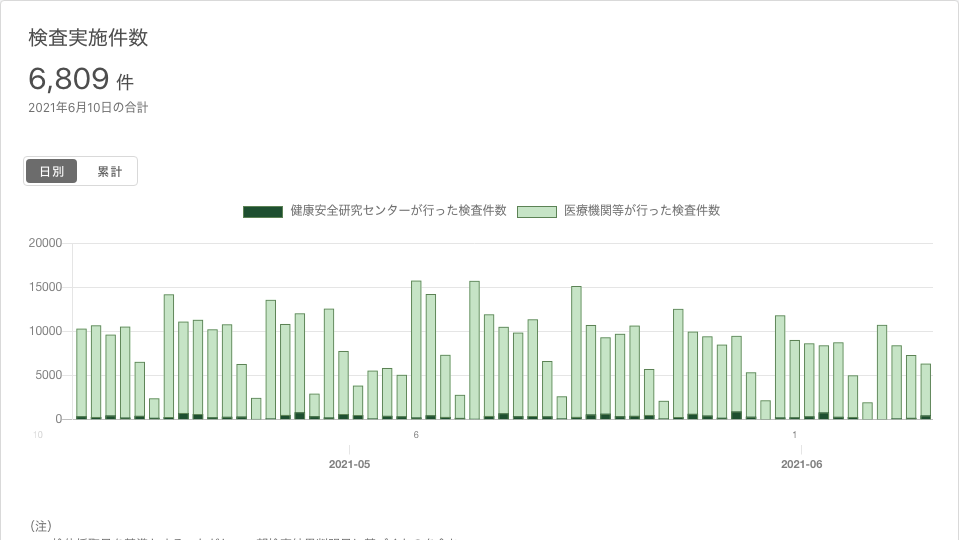 検査実施件数
6,809 件
2021年6月10日の合計
日別 累計
健康安全研究センターが行った検査件数 医療機関等が行った検査件数
20000
15000
10000
5000
0
10 6 1
2021-05 2021-06
（注）